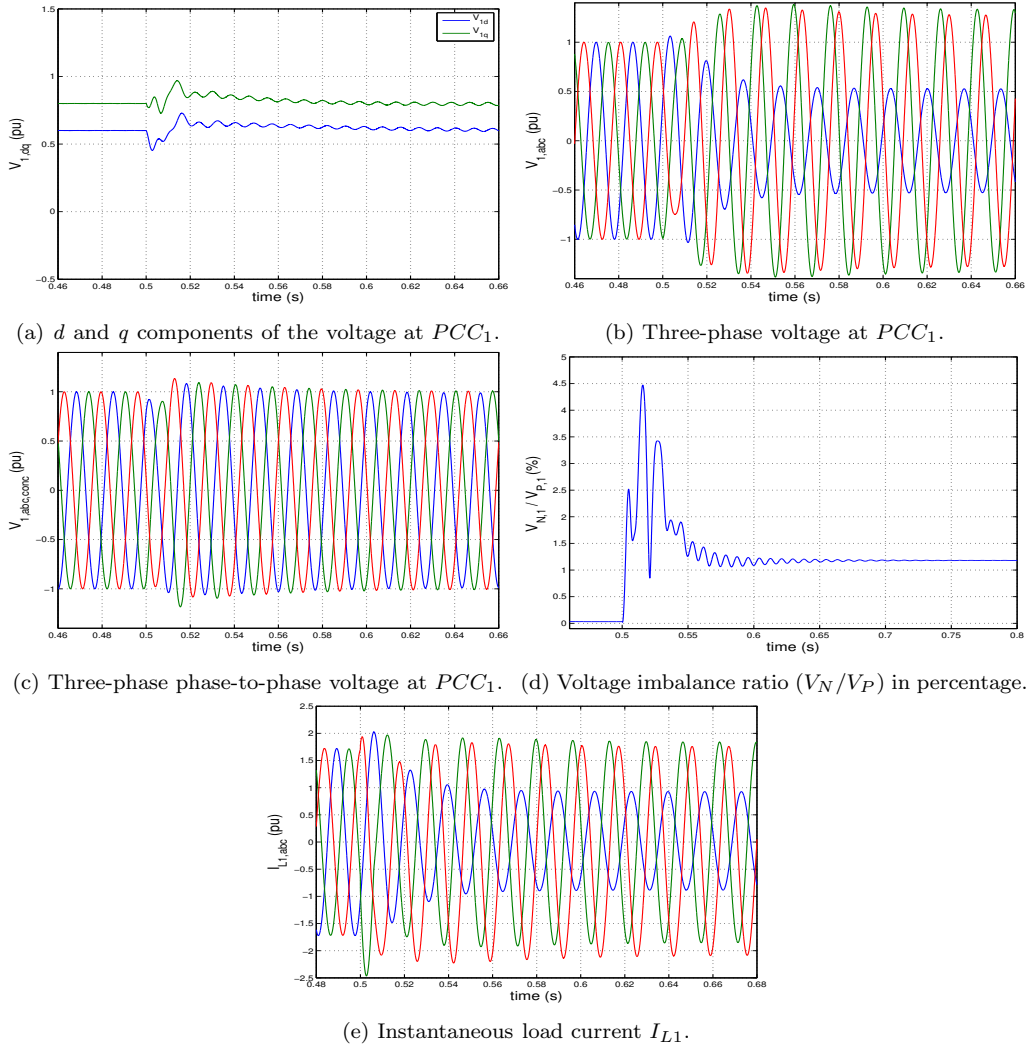 1.5
1
0.5
0
−0.5
V1,dq (pu)
0.46 0.48 0.5 0.52 0.54 0.56 0.58 0.6 0.62 0.64 0.66
time (s)
V1d
V1q
(a) d and q components of the voltage at PCC1.
1
0.5
0
−0.5
−1
V1,abc (pu)
0.46 0.48 0.5 0.52 0.54 0.56 0.58 0.6 0.62 0.64 0.66
time (s)
(b) Three-phase voltage at PCC1.
1
0.5
0
−0.5
−1
V1,abc,conc (pu)
0.46 0.48 0.5 0.52 0.54 0.56 0.58 0.6 0.62 0.64 0.66
time (s)
(c) Three-phase phase-to-phase voltage at PCC1.
5
4.5
4
3.5
3
2.5
2
1.5
1
0.5
0
VN,1 / VP,1 (%)
0.5 0.55 0.6 0.65 0.7 0.75 0.8
time (s)
(d) Voltage imbalance ratio (VN/VP) in percentage.
2.5
2
1.5
1
0.5
0
−0.5
−1
−1.5
−2
−2.5
IL1,abc (pu)
0.48 0.5 0.52 0.54 0.56 0.58 0.6 0.62 0.64 0.66 0.68
time (s)
(e) Instantaneous load current IL1.